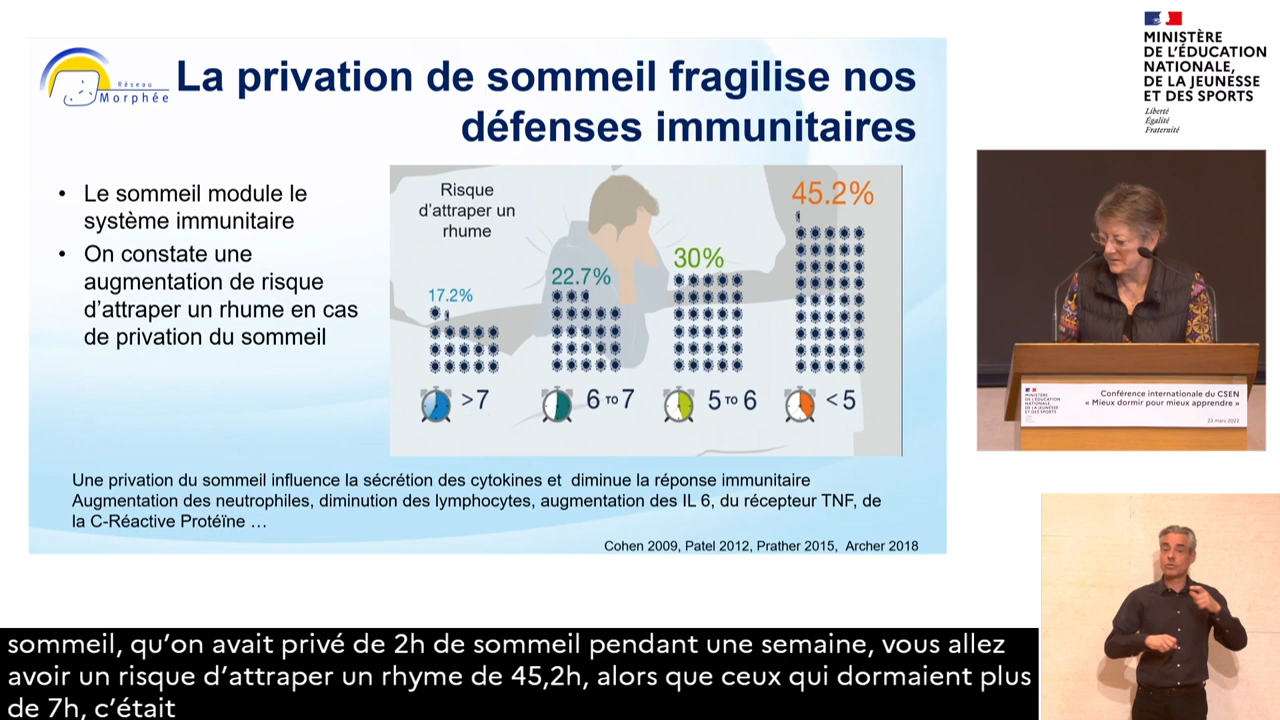 Réseau
Morphée
La privation de sommeil fragilise nos
défenses immunitaires
• Le sommeil module le
système immunitaire
• On constate une
augmentation de risque
d’attraper un rhume en cas
de privation du sommeil
Risque
d’attraper un
rhume
17.2%
22.7%
30%
45.2%
>7
6 TO 7
5 TO 6
<5
Une privation du sommeil influence la sécrétion des cytokines et diminue la réponse immunitaire
Augmentation des neutrophiles, diminution des lymphocytes, augmentation des IL 6, du récepteur TNF, de
la C-Réactive Protéïne …
Cohen 2009, Patel 2012, Prather 2015, Archer 2018
MINISTÈRE
DE L’ÉDUCATION
NATIONALE,
DE LA JEUNESSE
ET DES SPORTS
Liberté
Égalité
Fraternité
MINISTÈRE
DE L’ÉDUCATION
NATIONALE,
DE LA JEUNESSE
ET DES SPORTS
Conférence internationale du CSEN
« Mieux dormir pour mieux apprendre »
23 mars 2022
sommeil, qu’on avait privé de 2h de sommeil pendant une semaine, vous allez
avoir un risque d’attraper un rhyme de 45,2h, alors que ceux qui dormaient plus
de 7h, c’était